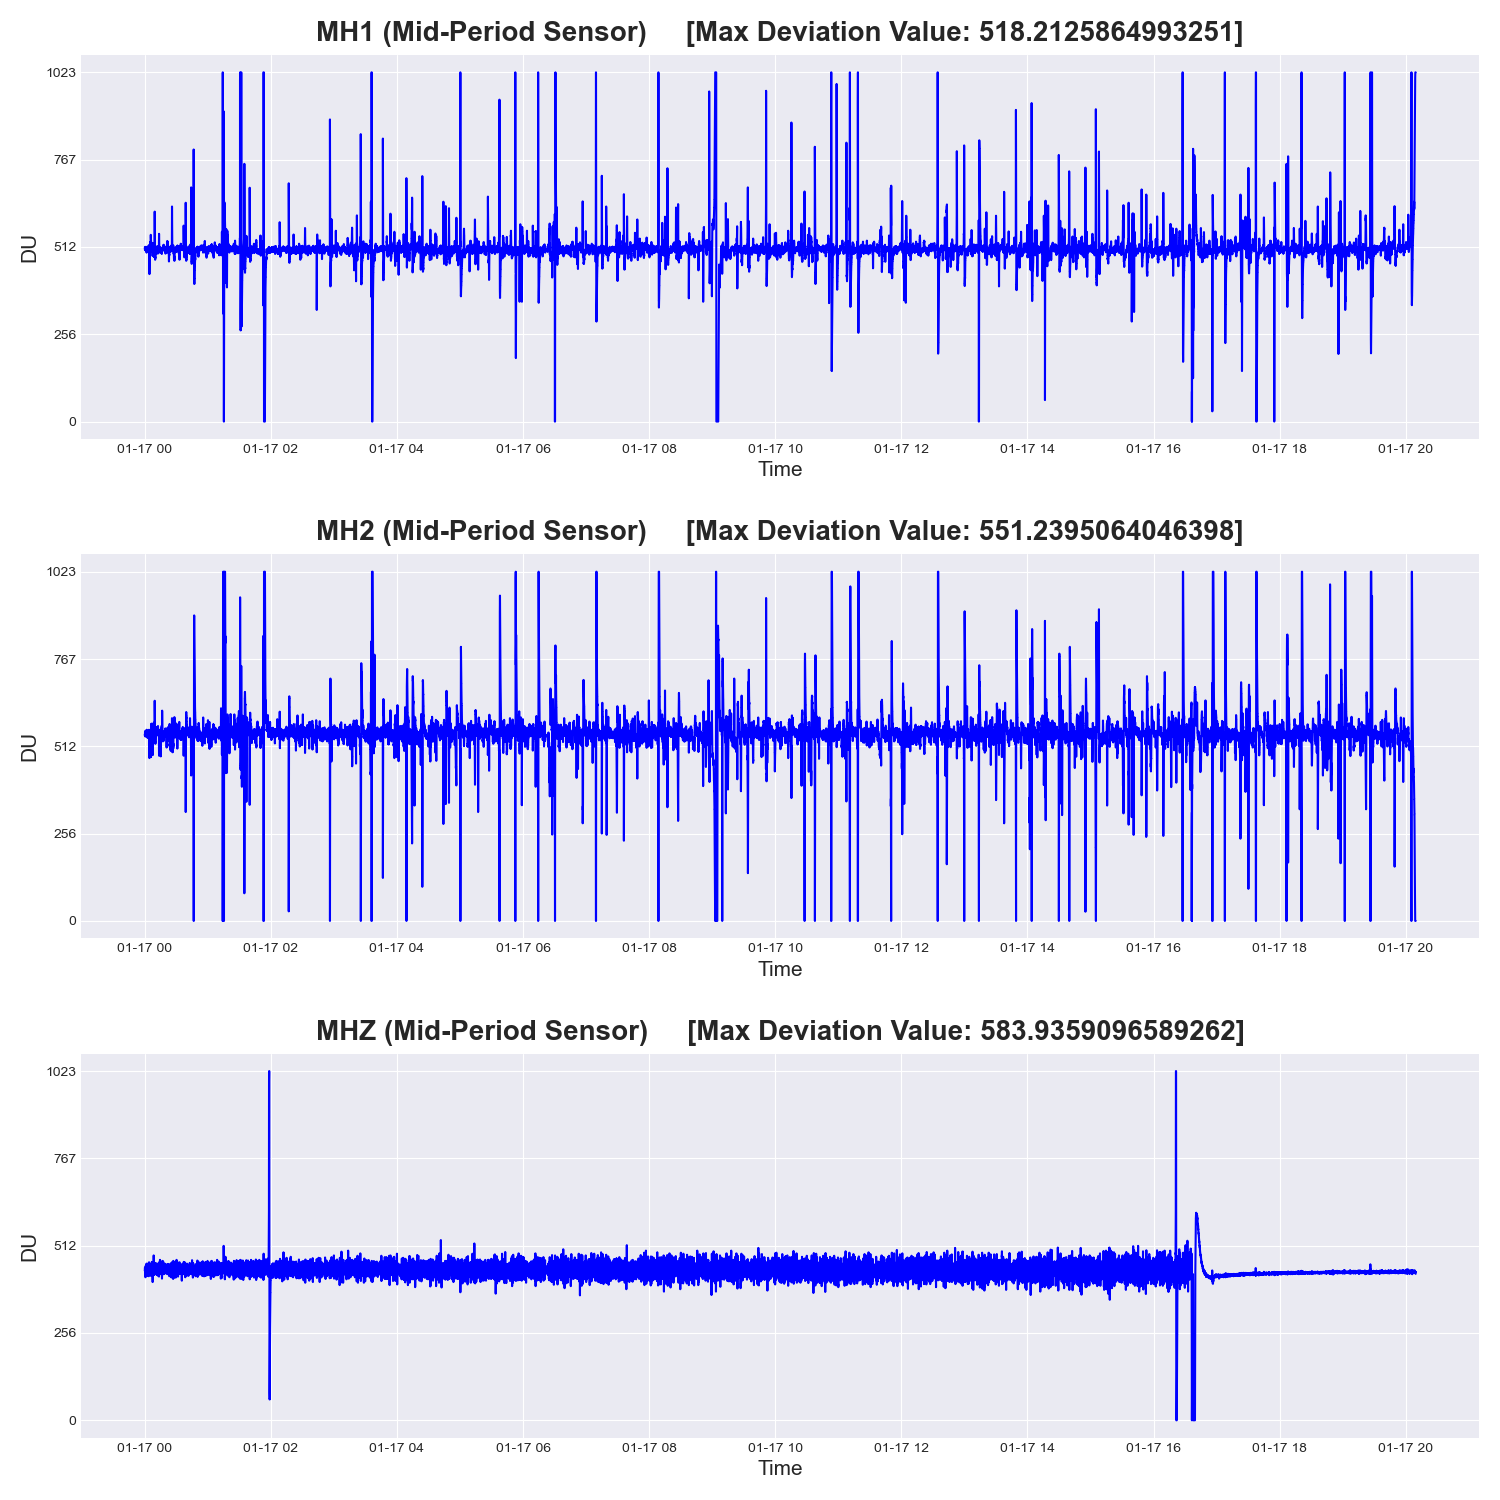 MH1 (Mid-Period Sensor) [Max Deviation Value: 518.2125864993251]
1023
767
512
256
0
DU
01-17 00 01-17 02 01-17 04 01-17 06 01-17 08 01-17 10 01-17 12 01-17 14 01-17 16 01-17 18 01-17 20
Time
MH2 (Mid-Period Sensor) [Max Deviation Value: 551.2395064046398]
1023
767
512
256
0
DU
01-17 00 01-17 02 01-17 04 01-17 06 01-17 08 01-17 10 01-17 12 01-17 14 01-17 16 01-17 18 01-17 20
Time
MHZ (Mid-Period Sensor) [Max Deviation Value: 583.9359096589262]
1023
767
512
256
0
DU
01-17 00 01-17 02 01-17 04 01-17 06 01-17 08 01-17 10 01-17 12 01-17 14 01-17 16 01-17 18 01-17 20
Time